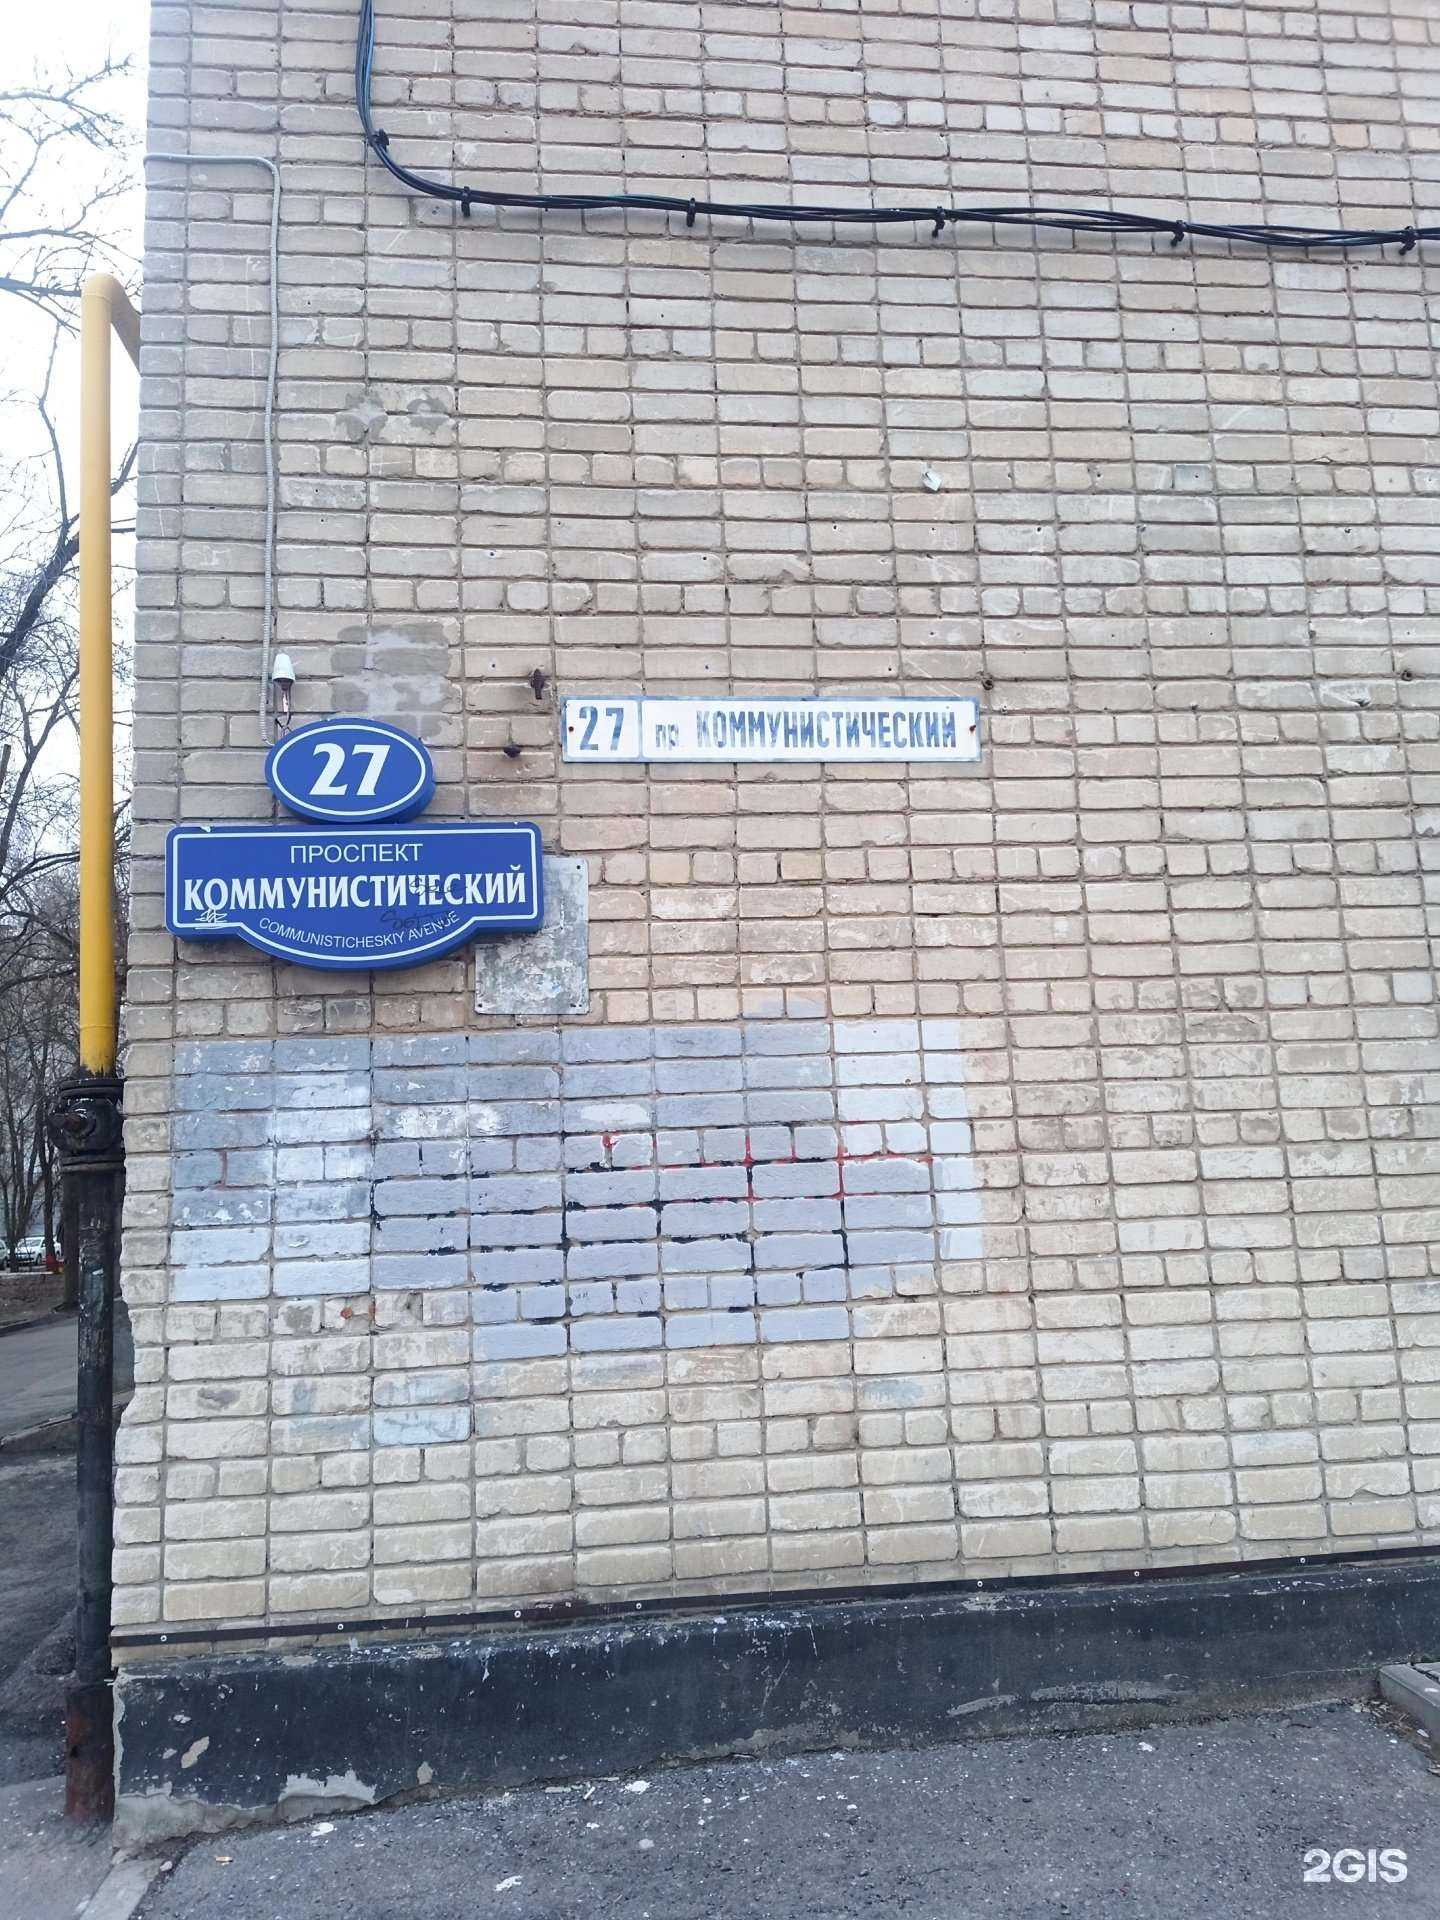 27
ПРОСПЕКТ
КОММУНИСТИЧЕСКИЙ
COMMUNISTICHESKIY AVENUE
27 пр. КОММУНИСТИЧЕСКИЙ
2GIS